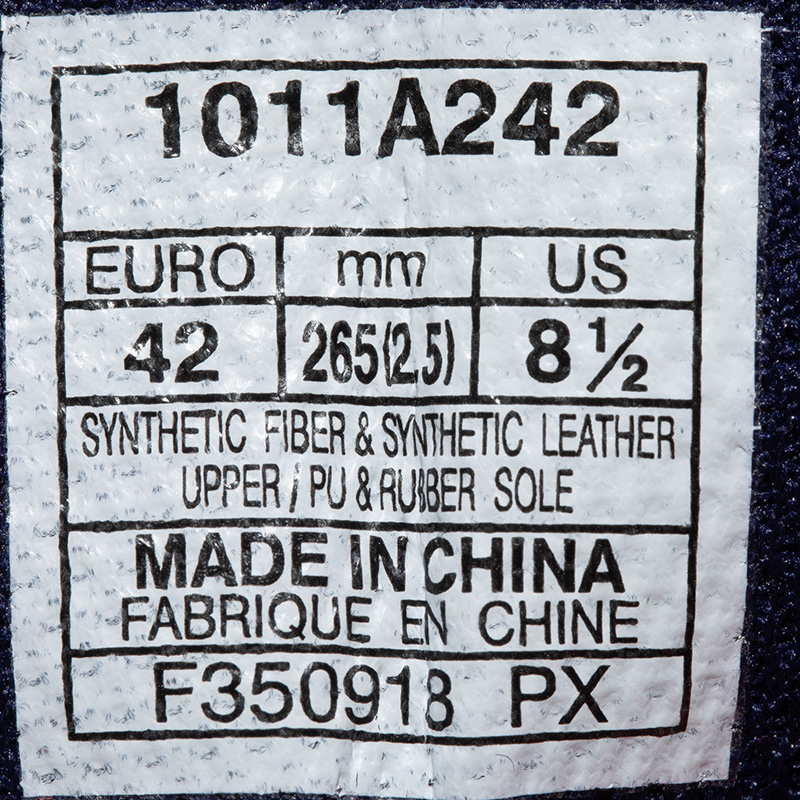 1011A242
EURO mm US
42 265(2.5) 8 ½
SYNTHETIC FIBER & SYNTHETIC LEATHER
UPPER / PU & RUBBER SOLE
MADE IN CHINA
FABRIQUE EN CHINE
F350918 PX